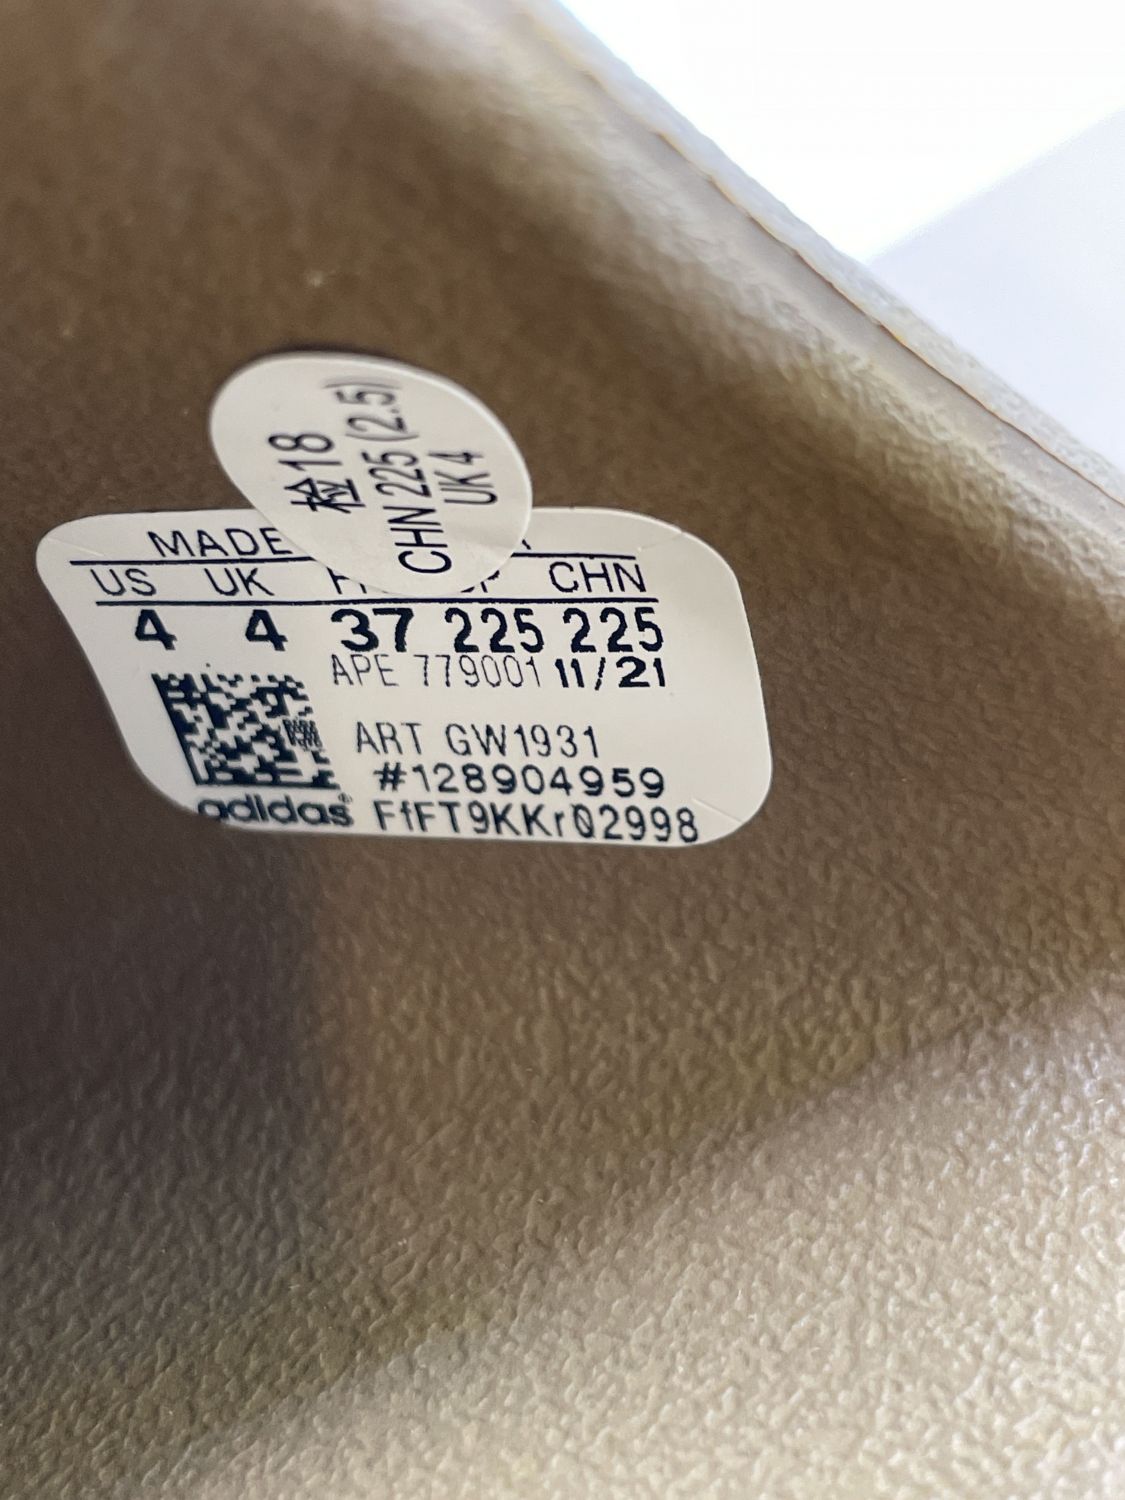 检18
CHN 225 (2.5)
UK 4
MADE
US UK CHN
4 4 37 225 225
APE 779001 11/21
ART GW1931
#128904959
adidas® FfFT9KKr02998